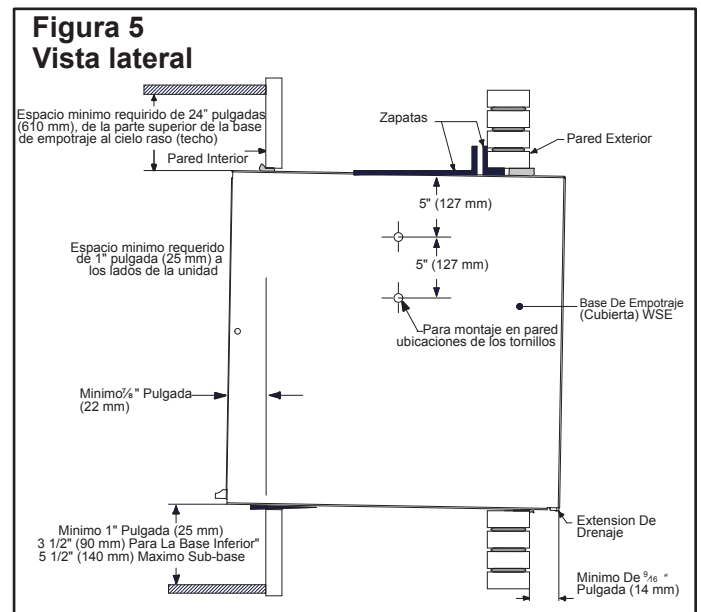 Figura 5
Vista lateral
Espacio minimo requirido de 24" pulgadas
(610 mm), de la parte superior de la base
de empotraje al cielo raso (techo)
Pared Interior
Zapatas
Pared Exterior
5" (127 mm)
Espacio minimo requerido
de 1" pulgada (25 mm) a
los lados de la unidad
5" (127 mm)
Base De Empotraje
(Cubierta) WSE
Para montaje en pared
ubicaciones de los tornillos
Minimo⅞" Pulgada
(22 mm)
Minimo 1" Pulgada (25 mm)
3 1/2" (90 mm) Para La Base Inferior"
5 1/2" (140 mm) Maximo Sub-base
Extension De
Drenaje
Minimo De 9/16 "
Pulgada (14 mm)